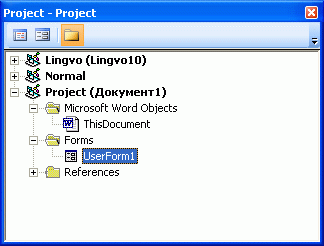 Project - Project
Lingvo (Lingvo10)
Normal
Project (Документ1)
Microsoft Word Objects
ThisDocument
Forms
UserForm1
References